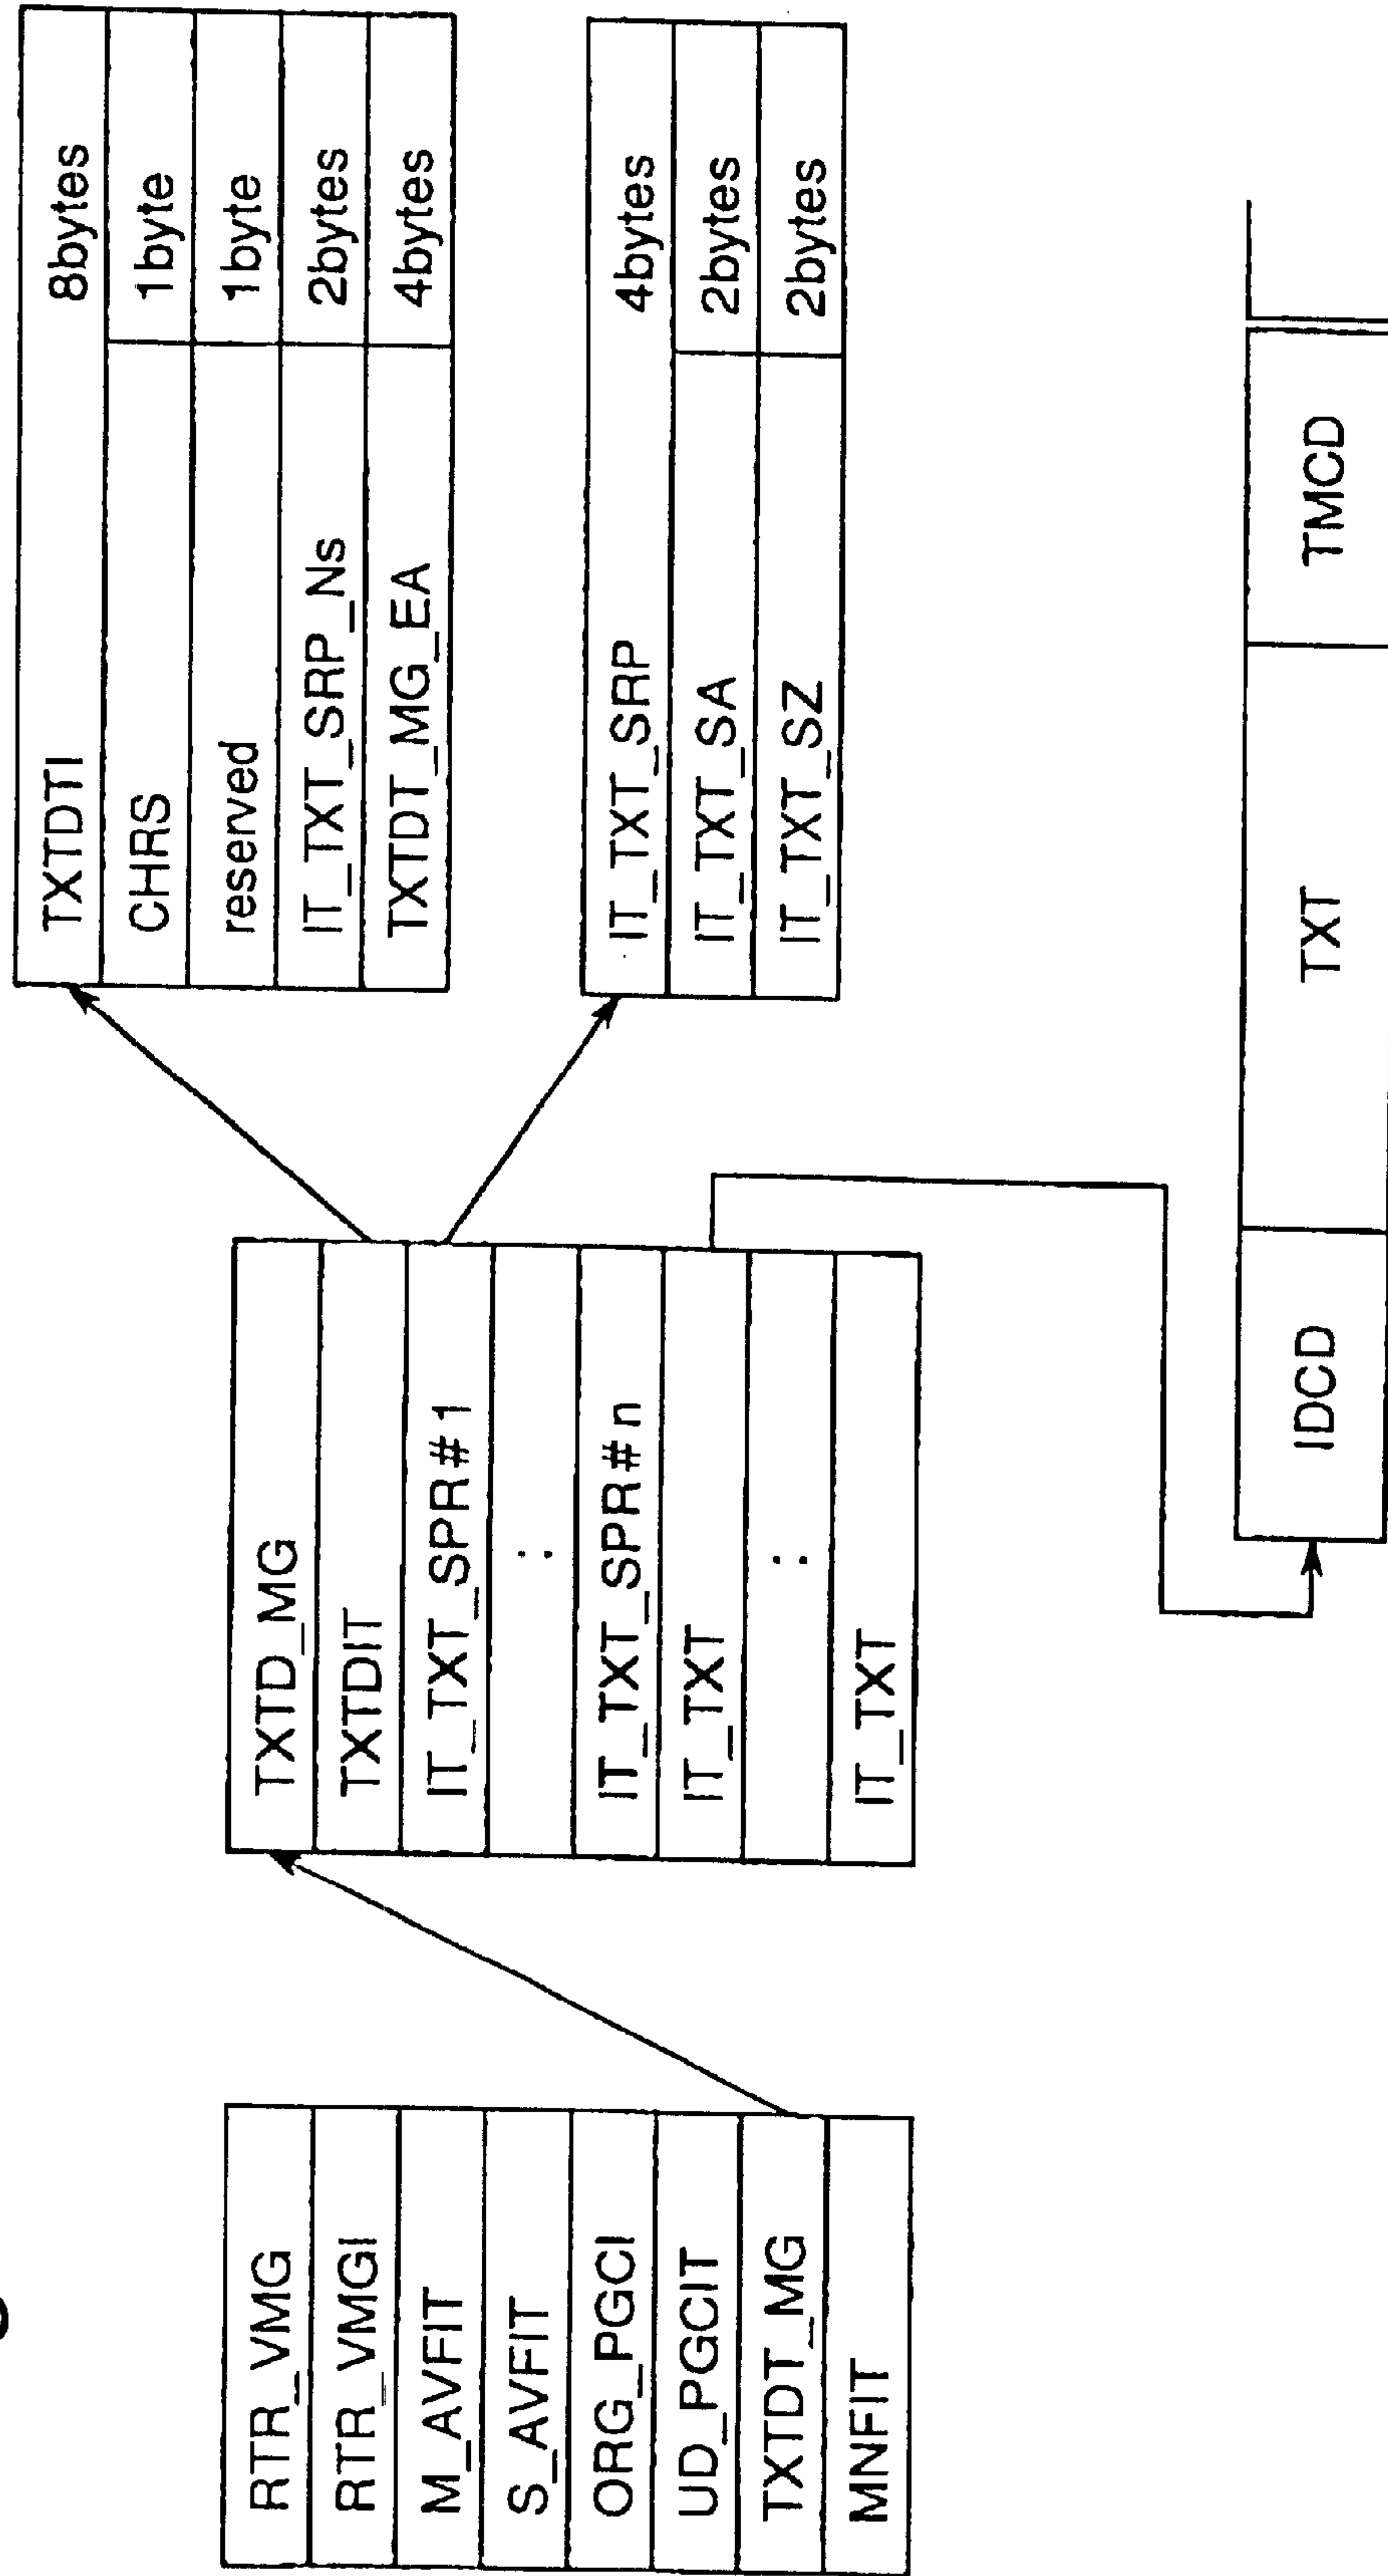 RTR_VMG
RTR_VMGI
M_AVFIT
S_AVFIT
ORG_PGCI
UD_PGCIT
TXTDT_MG
MNFIT
TXTD_MG
TXTDIT
IT_TXT_SPR#1
:
IT_TXT_SPR#n
IT_TXT
:
IT_TXT
TXTDTI 8bytes
CHRS 1byte
reserved 1byte
IT_TXT_SRP_Ns 2bytes
TXTDT_MG_EA 4bytes
IT_TXT_SRP 4bytes
IT_TXT_SA 2bytes
IT_TXT_SZ 2bytes
IDCD TXT TMCD